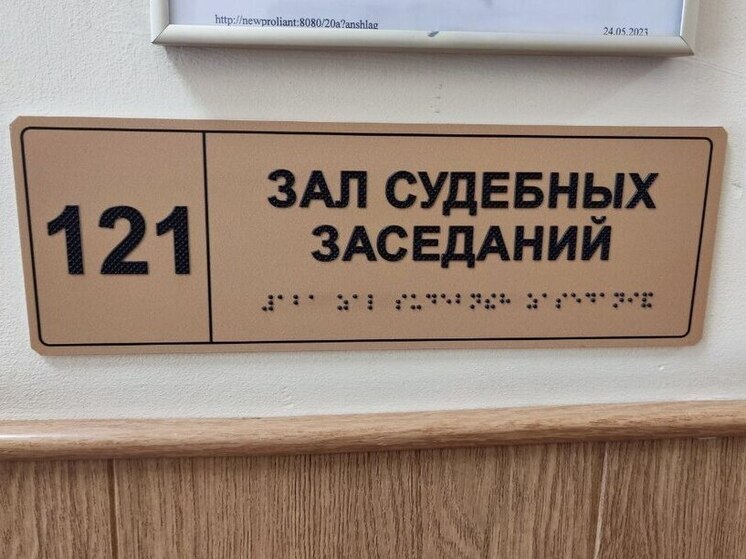 http://newproliant:8080/20a?anshlag
24.05.2023
121
ЗАЛ СУДЕБНЫХ
ЗАСЕДАНИЙ